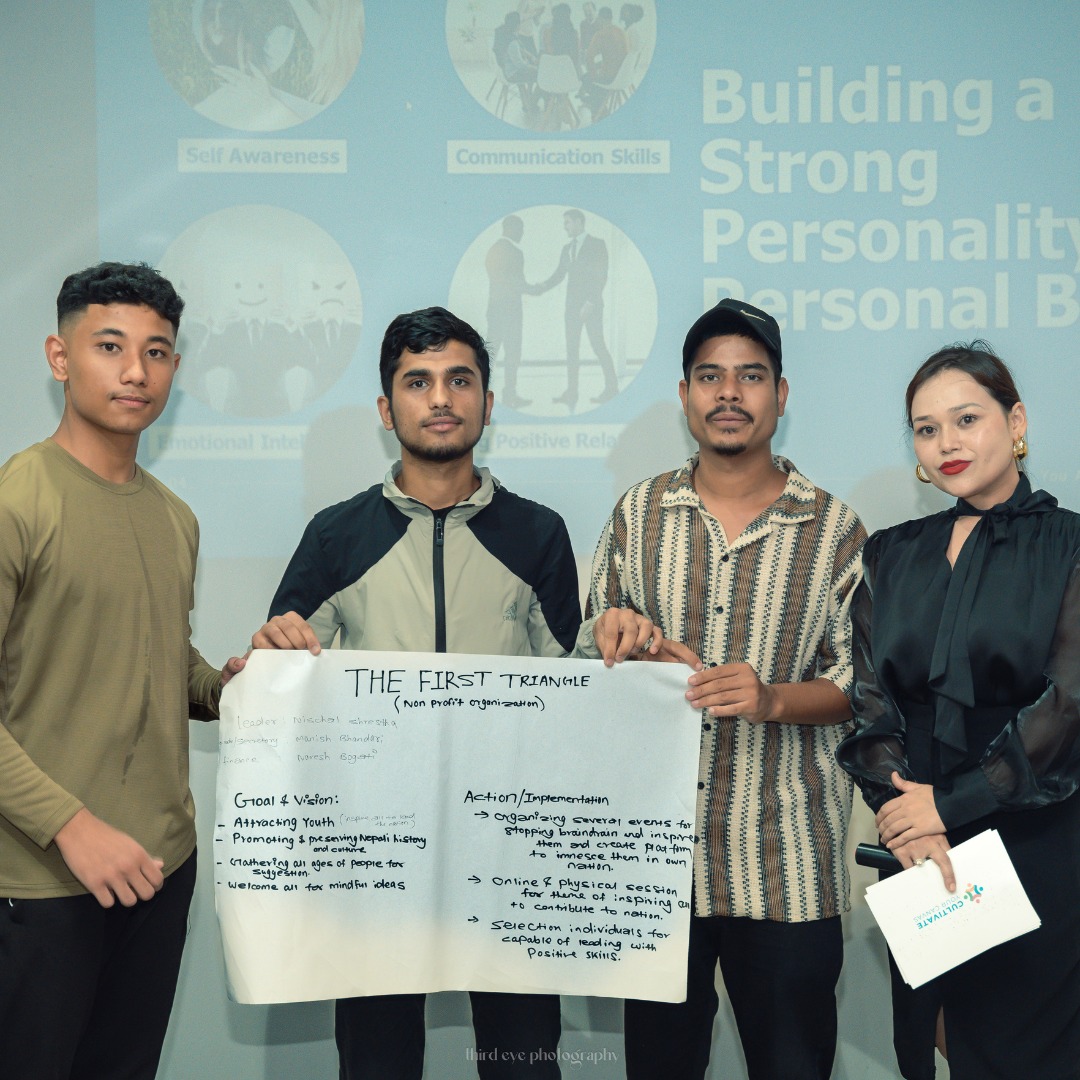 Self Awareness
Communication Skills
Building a
Strong
Personality
Personal B
Emotional Intel
Positive Rela
THE FIRST TRIANGLE
(Non profit organization)
Leader: Nischal Shrestha
Manish Bhandari
Finance Naresh Bogati
Goal & Vision:
- Attracting Youth
- Promoting & preserving Nepali history
and culture
- Gathering all ages of people for
suggestion.
- welcome all for mindful ideas
Action/Implementation
→ Organizing several events for
stopping braindrain and inspire
them and create platform
to immesee them in own
nation.
→ Online & physical session
for theme of inspiring
to contribute to nation.
→ Selection individuals for
capable of leading with
Positive skills.
CULTIVATE
third eye photography